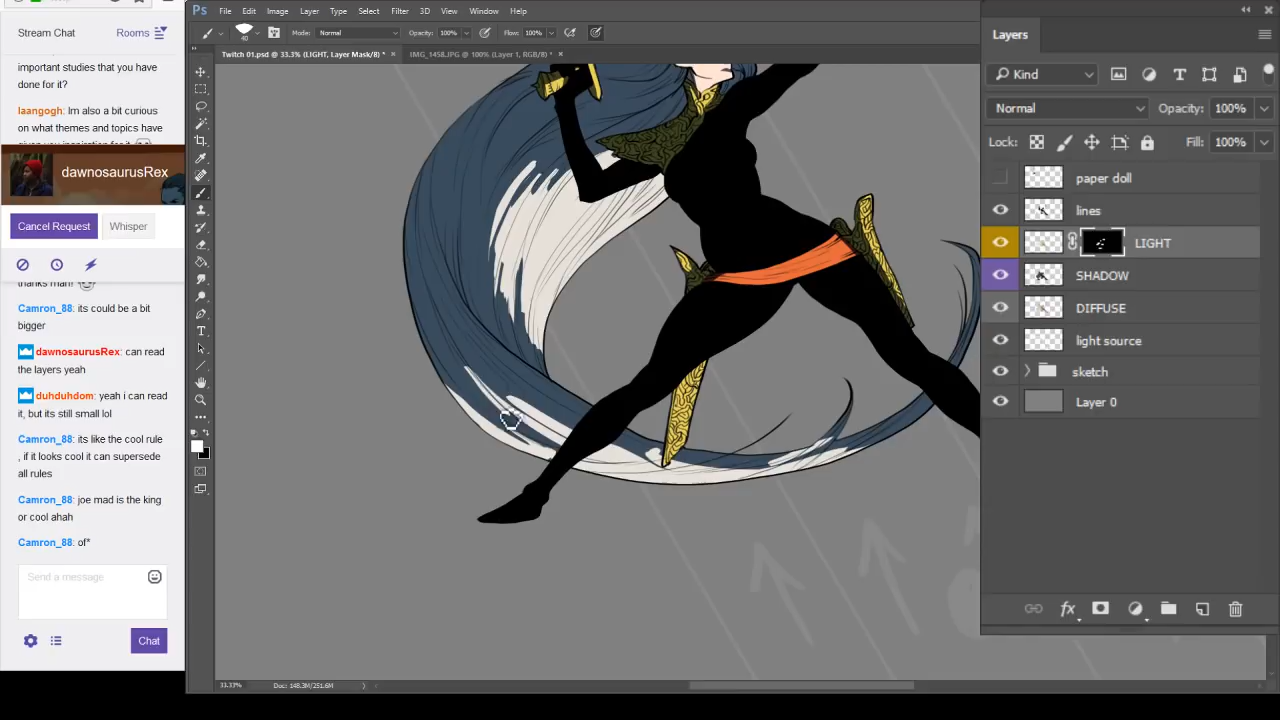 Stream Chat
Rooms
important studies that you have
done for it?
laangogh: Im also a bit curious
on what themes and topics have
dawnosaurusRex
Cancel Request
Whisper
thanks man!
Camron_88: its could be a bit
bigger
dawnosaurusRex: can read
the layers yeah
duhduhdom: yeah i can read
it, but its still small lol
Camron_88: its like the cool rule
, if it looks cool it can supersede
all rules
Camron_88: joe mad is the king
or cool ahah
Camron_88: of*
Send a message
Chat
Ps File Edit Image Layer Type Select Filter 3D View Window Help
40 Mode: Normal Opacity: 100% Flow: 100%
Twitch 01.psd @ 33.3% (LIGHT, Layer Mask/8) * ×
IMG_1458.JPG @ 100% (Layer 1, RGB/8) * ×
33.33% Doc: 148.3M/251.6M
Layers
Kind
Normal Opacity: 100%
Lock: Fill: 100%
paper doll
lines
LIGHT
SHADOW
DIFFUSE
light source
sketch
Layer 0
fx